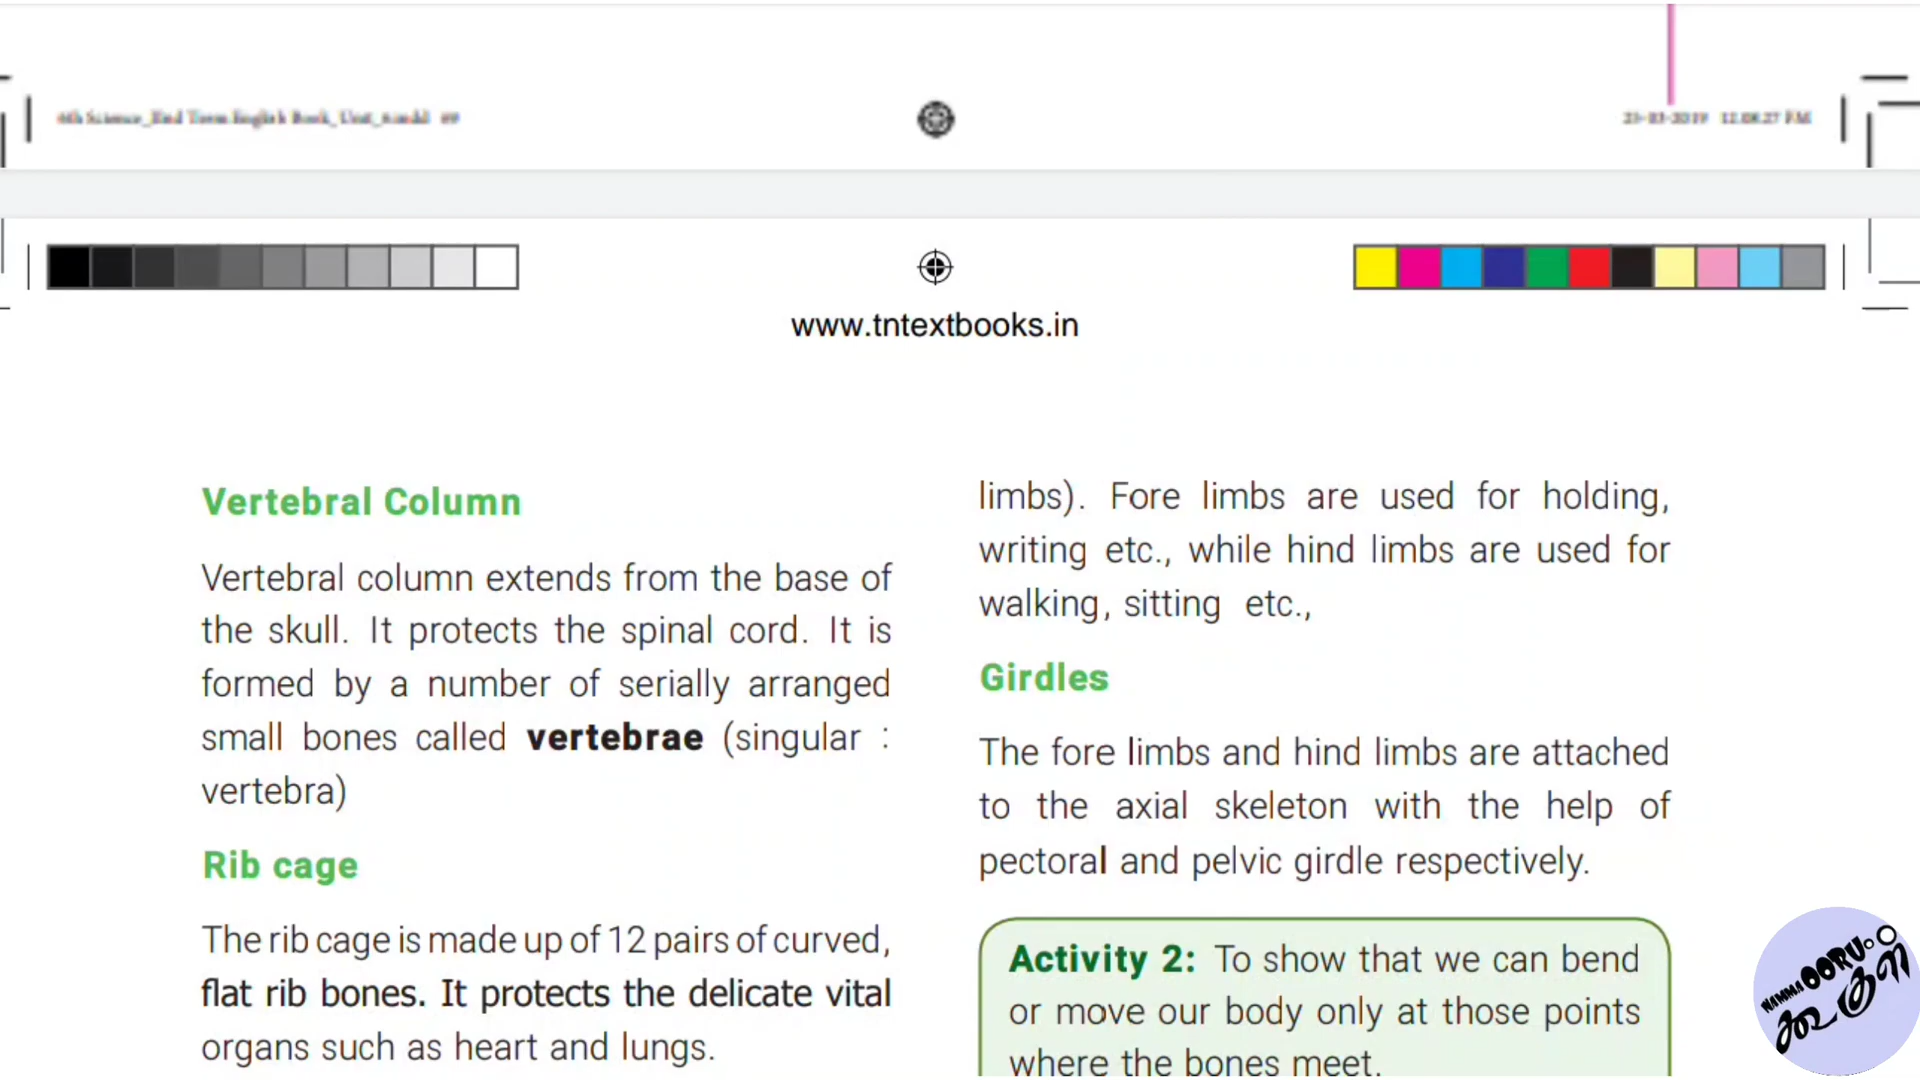 www.tntextbooks.in
Vertebral Column
Vertebral column extends from the base of
the skull. It protects the spinal cord. It is
formed by a number of serially arranged
small bones called vertebrae (singular :
vertebra)
Rib cage
The rib cage is made up of 12 pairs of curved,
flat rib bones. It protects the delicate vital
organs such as heart and lungs.
limbs). Fore limbs are used for holding,
writing etc., while hind limbs are used for
walking, sitting etc.,
Girdles
The fore limbs and hind limbs are attached
to the axial skeleton with the help of
pectoral and pelvic girdle respectively.
Activity 2: To show that we can bend
or move our body only at those points
where the bones meet.
NAMMA OORU